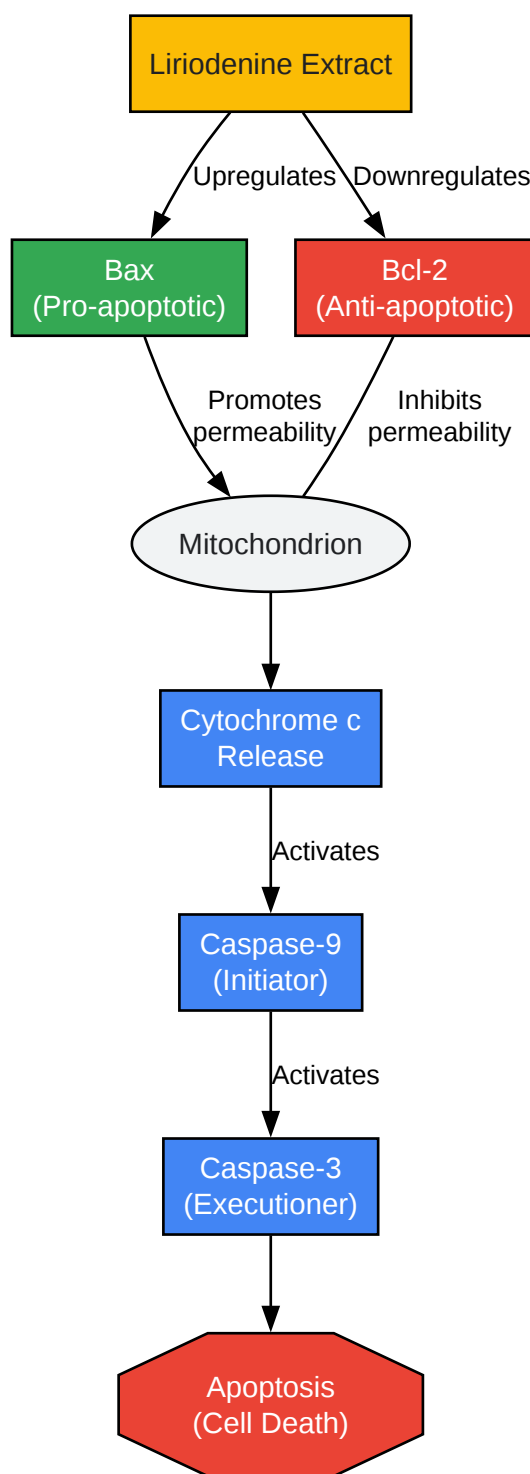 Liriodenine Extract
Upregulates
Downregulates
Bax
(Pro-apoptotic)
Bcl-2
(Anti-apoptotic)
Promotes
permeability
Inhibits
permeability
Mitochondrion
Cytochrome c
Release
Activates
Caspase-9
(Initiator)
Activates
Caspase-3
(Executioner)
Apoptosis
(Cell Death)